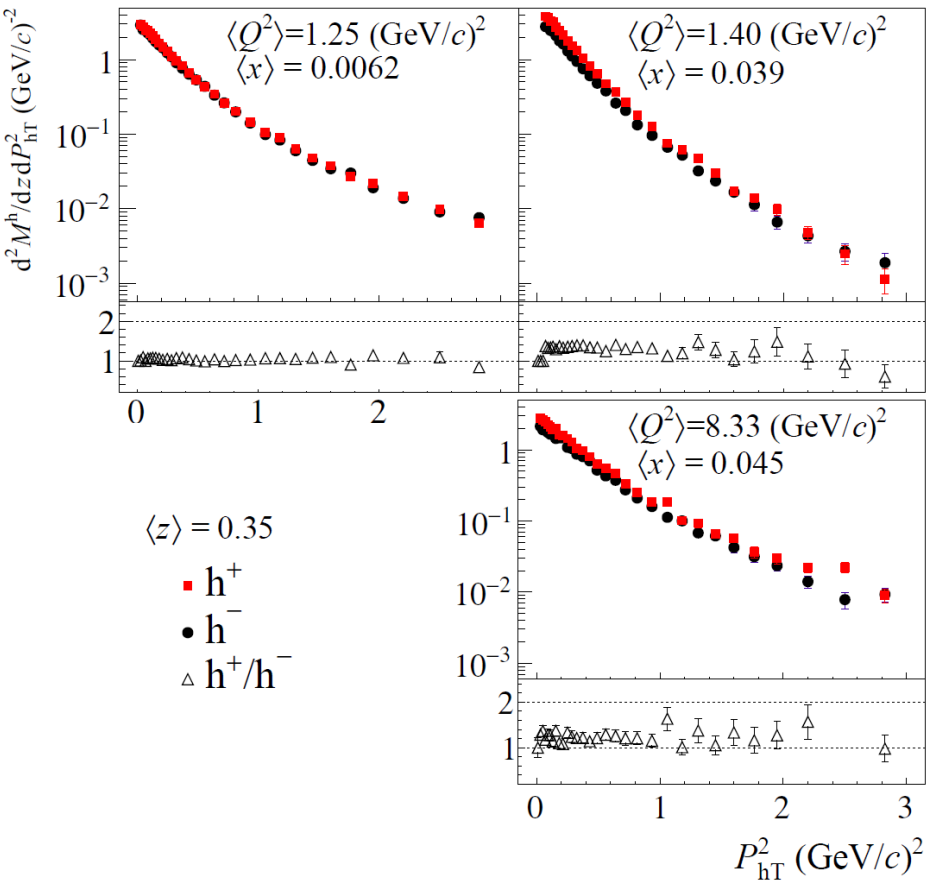 d²Mʰ/dzdP²hT (GeV/c)⁻²
⟨Q²⟩=1.25 (GeV/c)²
⟨x⟩ = 0.0062
1
10⁻¹
10⁻²
10⁻³
2
1
0 1 2
⟨Q²⟩=1.40 (GeV/c)²
⟨x⟩ = 0.039
⟨Q²⟩=8.33 (GeV/c)²
⟨x⟩ = 0.045
1
10⁻¹
10⁻²
10⁻³
2
1
0 1 2 3
P²hT (GeV/c)²
⟨z⟩ = 0.35
h⁺
h⁻
h⁺/h⁻